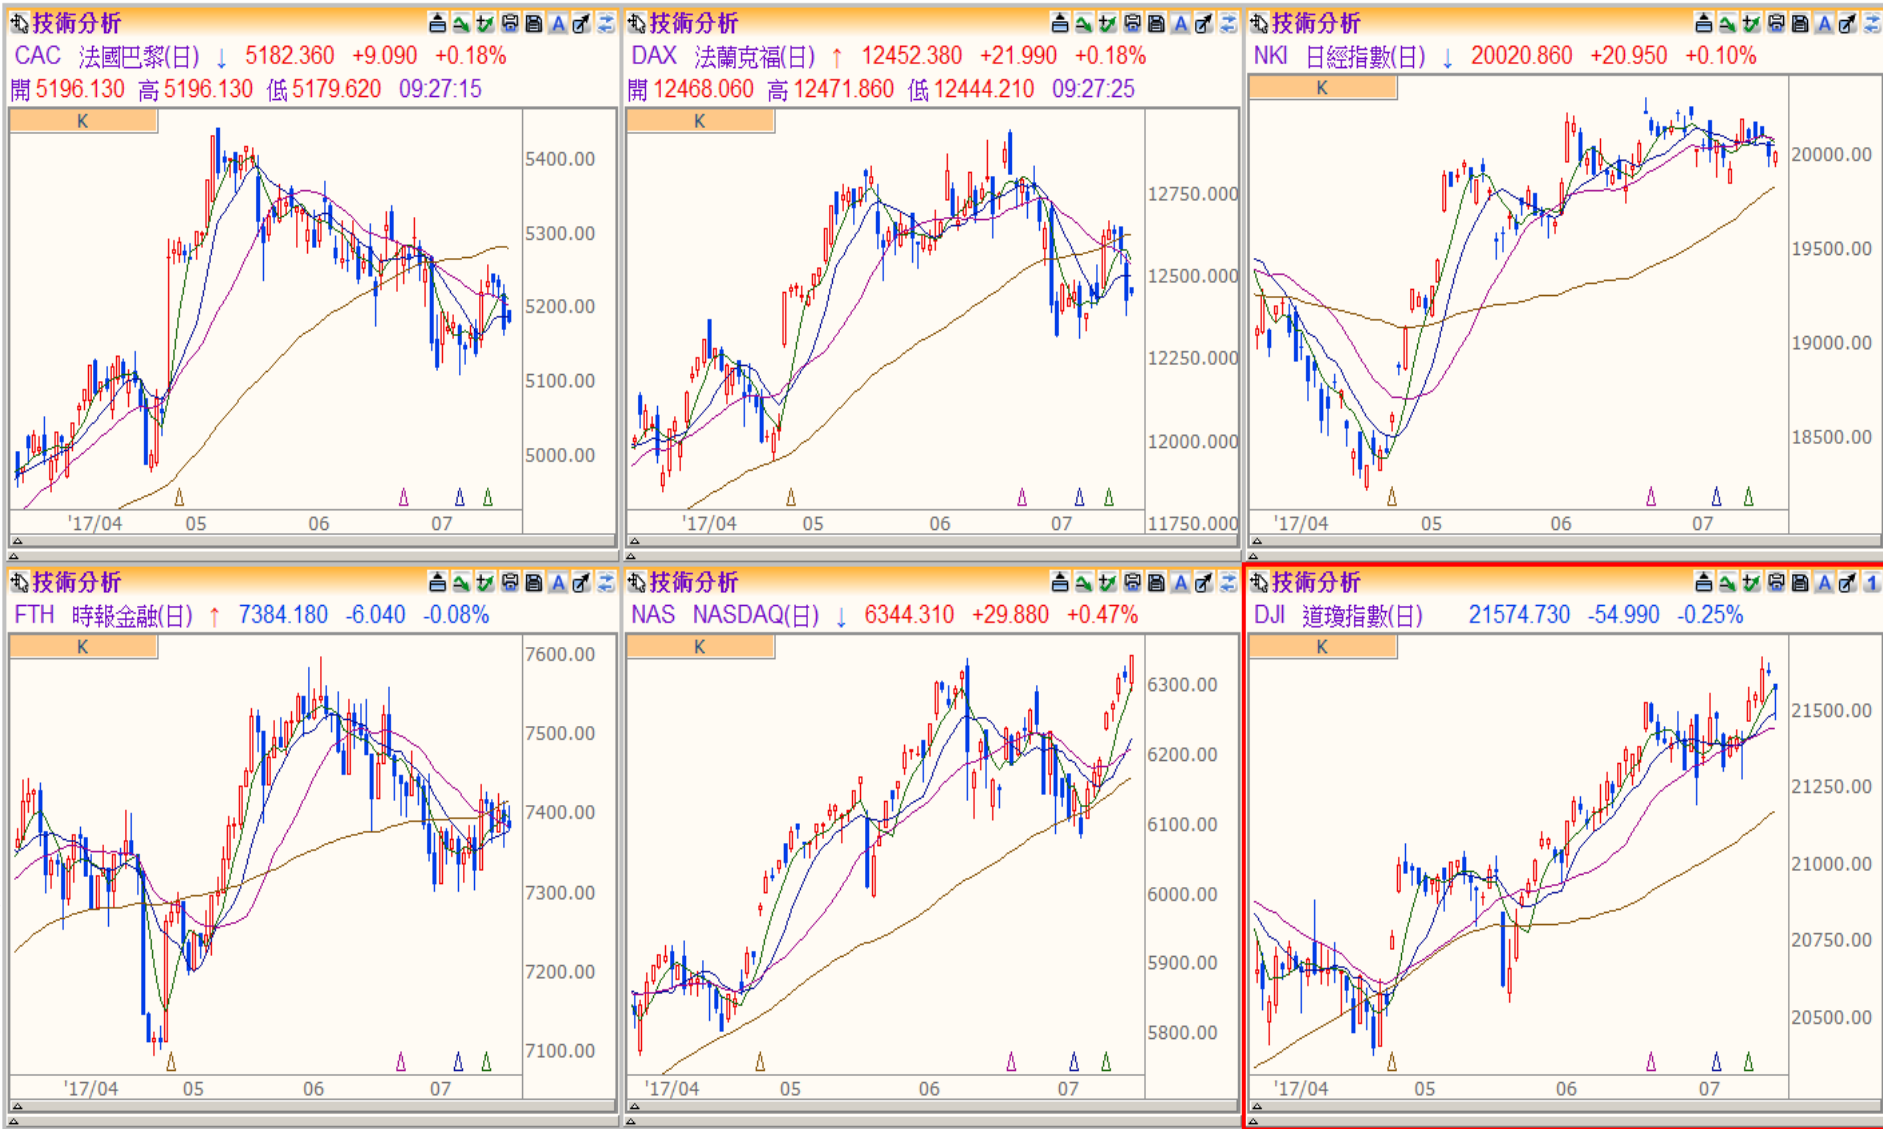 技術分析
A
CAC 法國巴黎(日) ↓ 5182.360 +9.090 +0.18%
開 5196.130 高 5196.130 低 5179.620 09:27:15
K
5400.00
5300.00
5200.00
5100.00
5000.00
'17/04 05 06 07
技術分析
A
DAX 法蘭克福(日) ↑ 12452.380 +21.990 +0.18%
開 12468.060 高 12471.860 低 12444.210 09:27:25
K
12750.000
12500.000
12250.000
12000.000
11750.000
'17/04 05 06 07
技術分析
A
NKI 日經指數(日) ↓ 20020.860 +20.950 +0.10%
K
20000.00
19500.00
19000.00
18500.00
'17/04 05 06 07
技術分析
A
FTH 時報金融(日) ↑ 7384.180 -6.040 -0.08%
K
7600.00
7500.00
7400.00
7300.00
7200.00
7100.00
'17/04 05 06 07
技術分析
A
NAS NASDAQ(日) ↓ 6344.310 +29.880 +0.47%
K
6300.00
6200.00
6100.00
6000.00
5900.00
5800.00
'17/04 05 06 07
技術分析
A 1
DJI 道瓊指數(日) 21574.730 -54.990 -0.25%
K
21500.00
21250.00
21000.00
20750.00
20500.00
'17/04 05 06 07